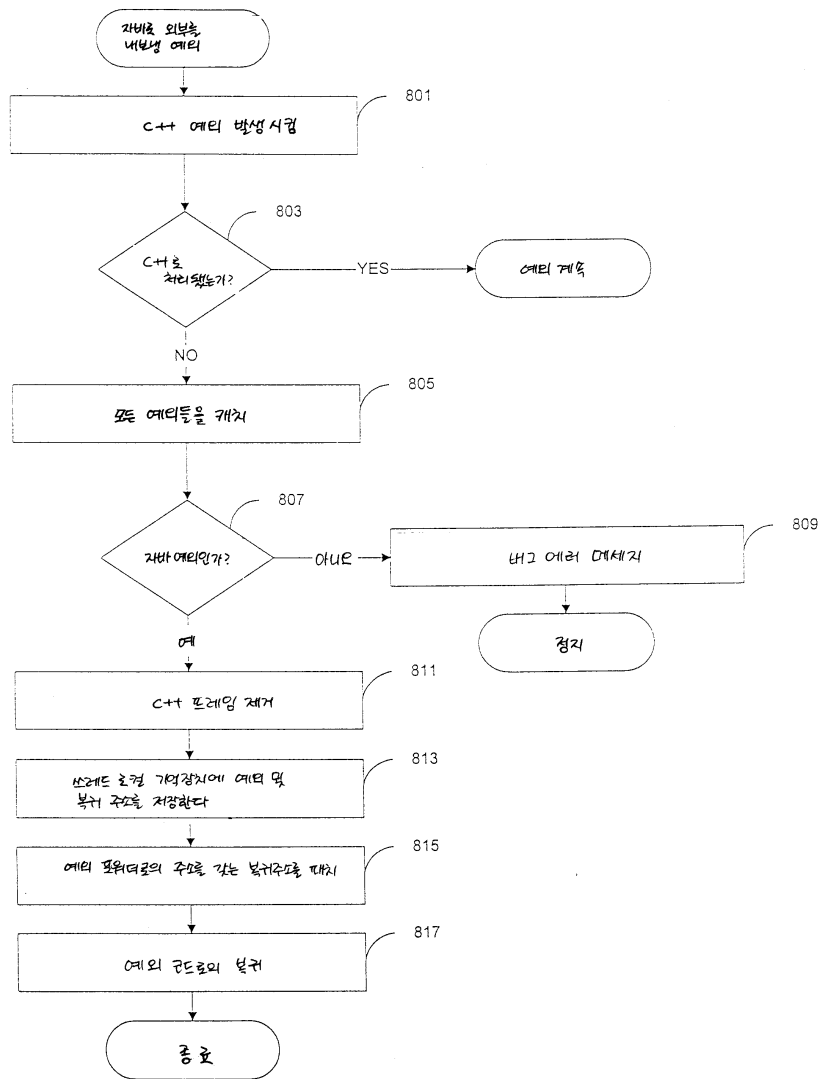 자바로 외부를
내보냄 예외
801
C++ 예외 발생시킴
803
C++로
처리됐는가?
YES
예외 계속
NO
805
모든 예외들을 캐치
807
자바 예외인가?
아니오
809
버그 에러 메세지
정지
예
811
C++ 프레임 제거
813
쓰레드 로컬 기억장치에 예외 및
복귀 주소를 저장한다
815
예외 포워더로의 주소를 갖는 복귀주소를 패치
817
예외 코드로의 복귀
종료